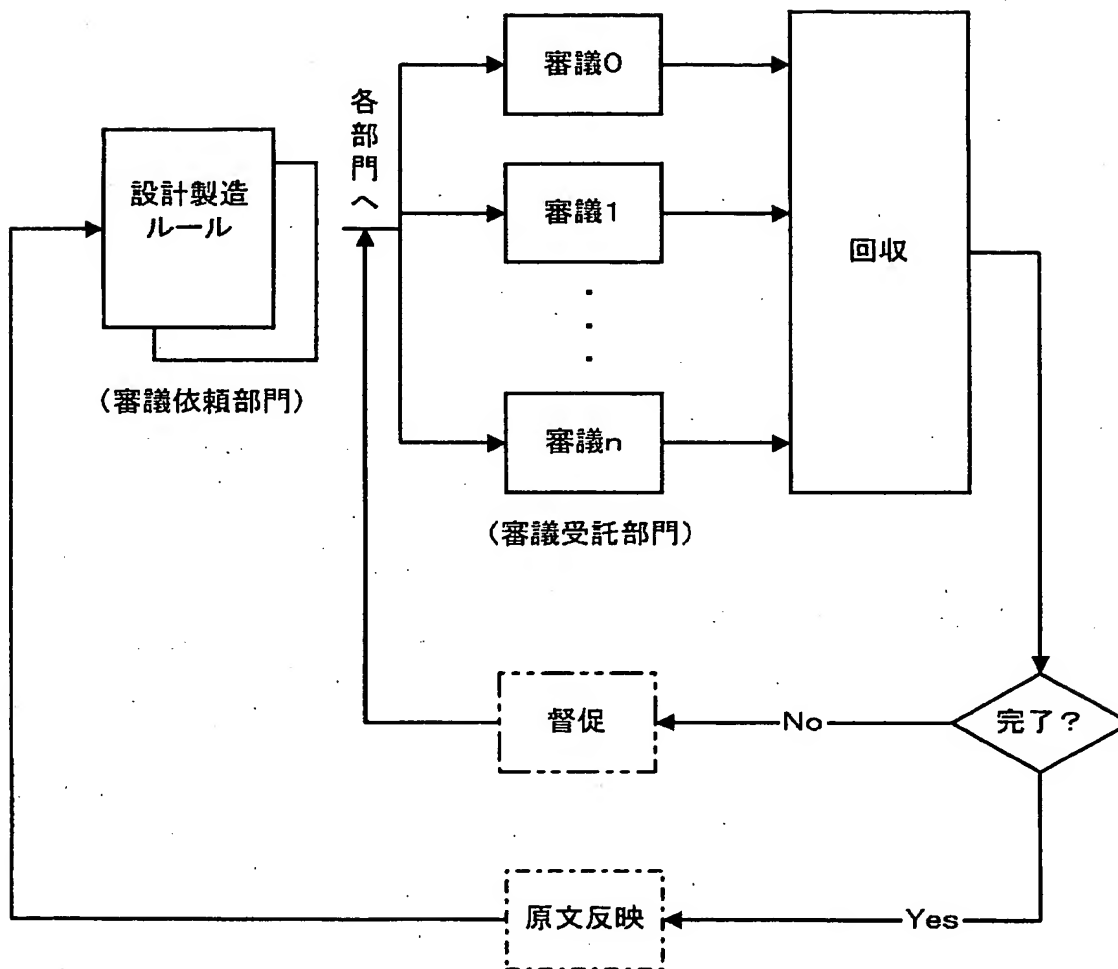 設計製造
ルール
(審議依頼部門)
各部門へ
審議0
審議1
審議n
(審議受託部門)
回収
完了?
No
督促
Yes
原文反映